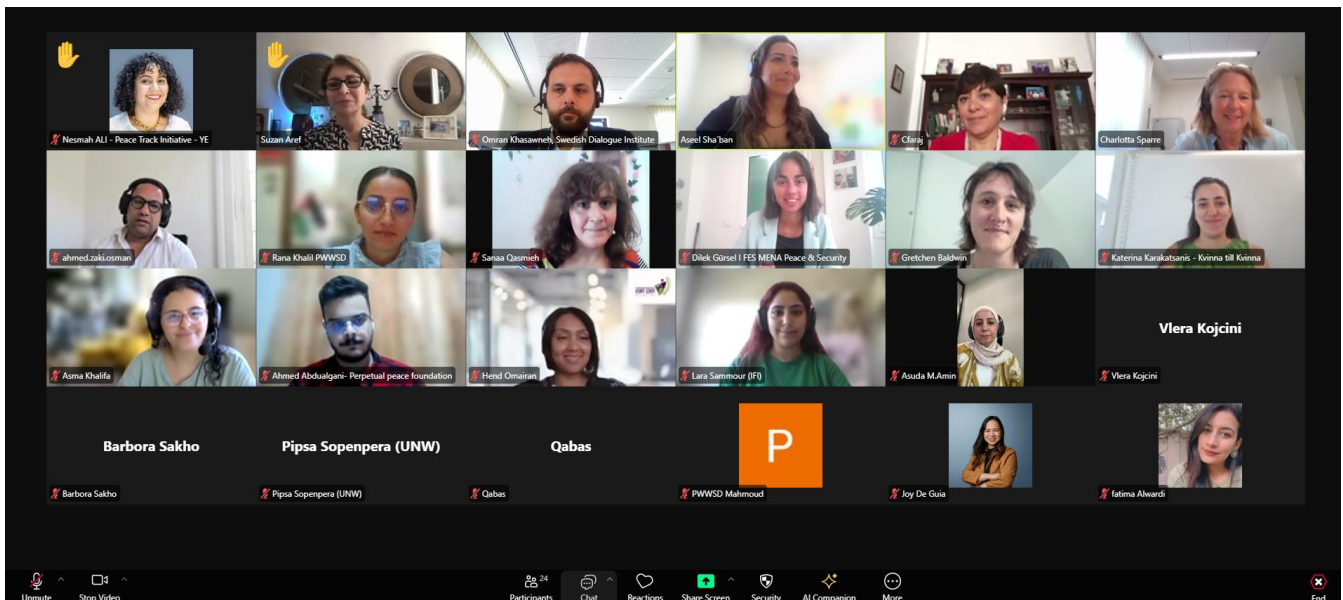 Nesmah ALI - Peace Track Initiative - YE
Suzan Aref
Omran Khasawneh, Swedish Dialogue Institute
Aseel Sha´ban
Cfaraj
Charlotta Sparre
ahmed.zaki.osman
Rana Khalil PWWSD
Sanaa Qasmieh
Dilek Gürsel I FES MENA Peace & Security
Gretchen Baldwin
Katerina Karakatsanis - Kvinna till Kvinna
Asma Khalifa
Ahmed Abdualgani- Perpetual peace foundation
Hend Omairan
Lara Sammour (IFI)
Asuda M.Amin
Vlera Kojcini
Vlera Kojcini
Barbora Sakho
Pipsa Sopenpera (UNW)
Qabas
P
Barbora Sakho
Pipsa Sopenpera (UNW)
Qabas
PWWSD Mahmoud
Joy De Guia
fatima Alwardi
24
Unmute
Stop Video
Participants
Chat
Reactions
Share Screen
Security
AI Companion
More
End